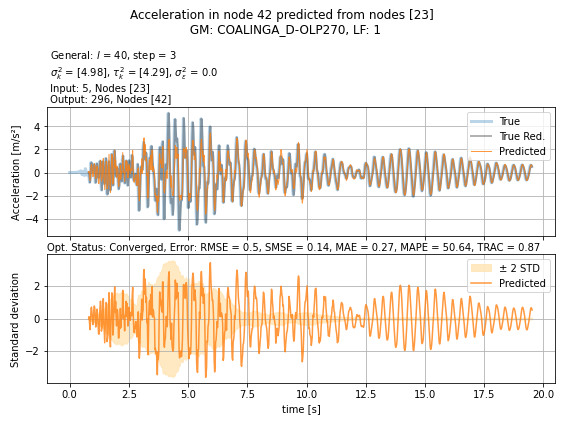 Acceleration in node 42 predicted from nodes [23]
GM: COALINGA_D-OLP270, LF: 1
General: l = 40, step = 3
σ²ₖ = [4.98], τ²ₖ = [4.29], σ²ε = 0.0
Input: 5, Nodes [23]
Output: 296, Nodes [42]
Acceleration [m/s²]
4
2
0
−2
−4
True
True Red.
Predicted
Opt. Status: Converged, Error: RMSE = 0.5, SMSE = 0.14, MAE = 0.27, MAPE = 50.64, TRAC = 0.87
Standard deviation
2
0
−2
± 2 STD
Predicted
0.0 2.5 5.0 7.5 10.0 12.5 15.0 17.5 20.0
time [s]